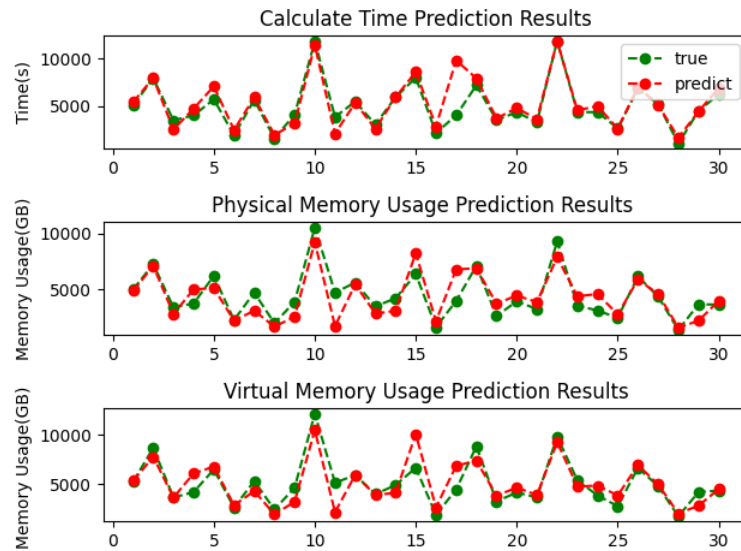 Calculate Time Prediction Results
Time(s)
10000
5000
true
predict
0 5 10 15 20 25 30
Physical Memory Usage Prediction Results
Memory Usage(GB)
10000
5000
0 5 10 15 20 25 30
Virtual Memory Usage Prediction Results
Memory Usage(GB)
10000
5000
0 5 10 15 20 25 30